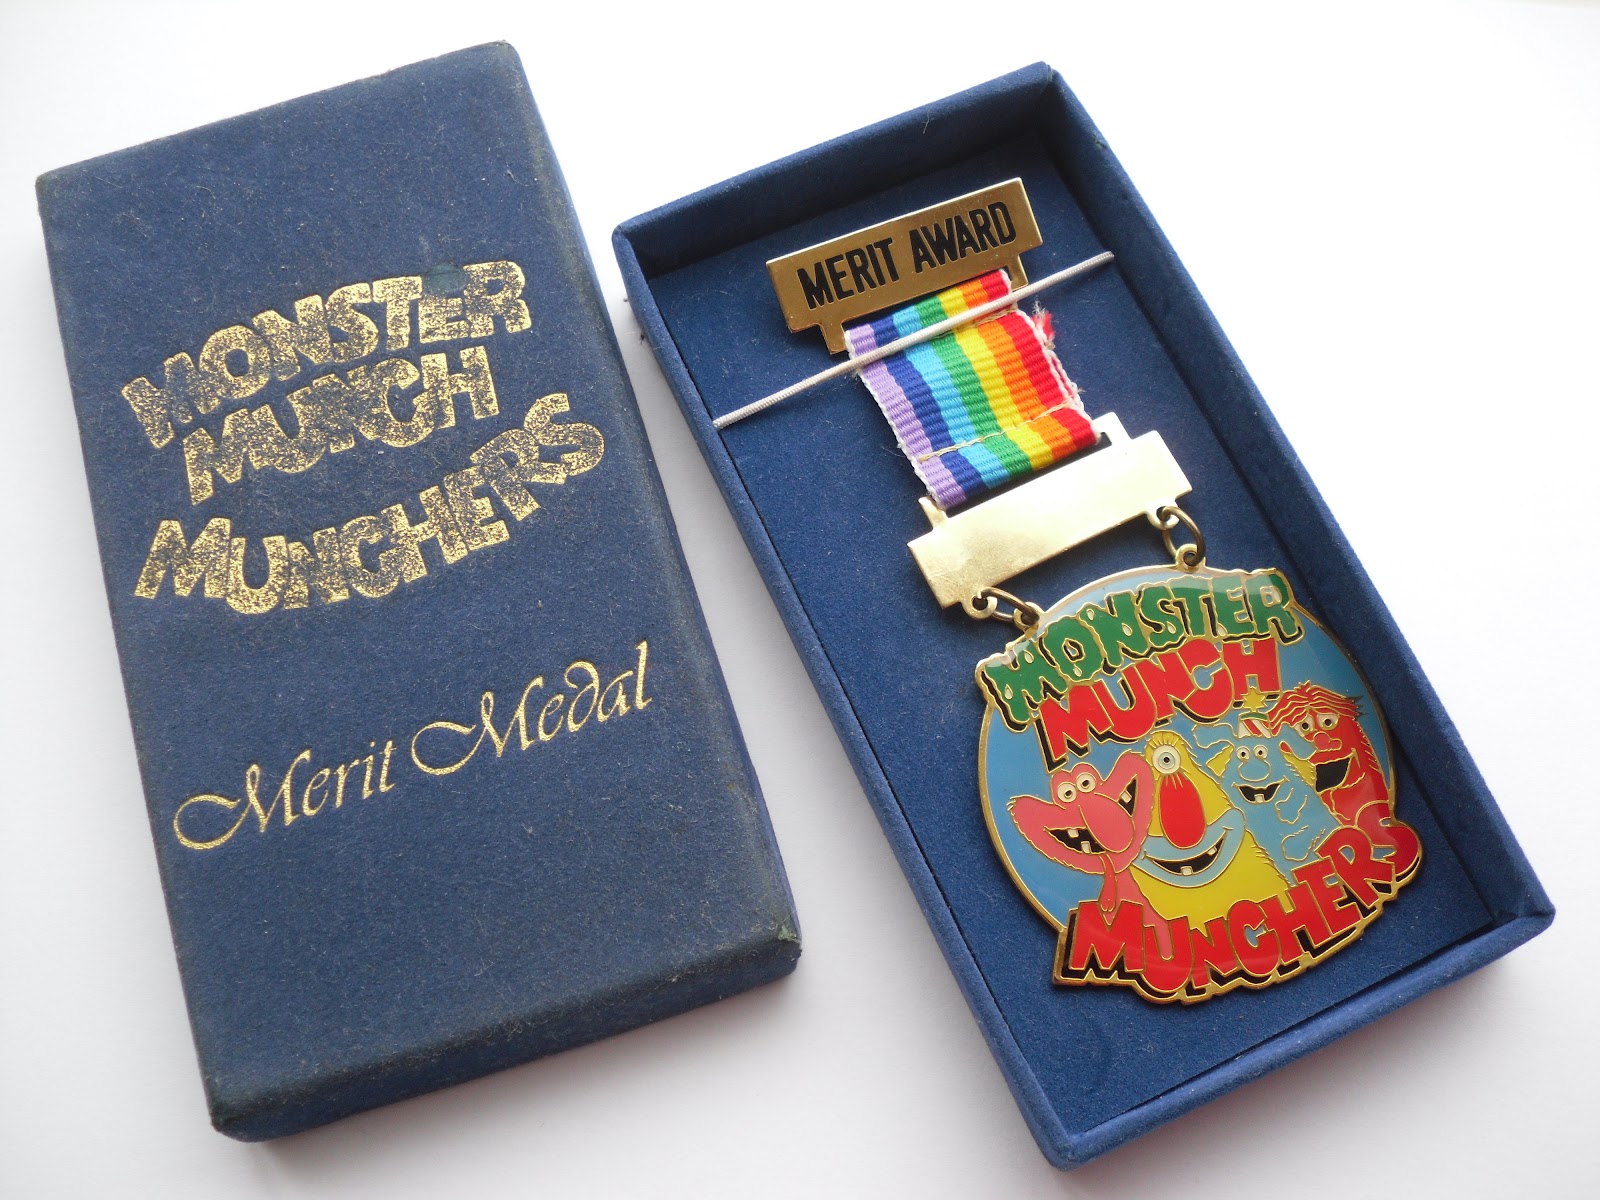 MONSTER
MUNCH
MUNCHERS
Merit Medal
MERIT AWARD
MONSTER
MUNCH
MUNCHERS